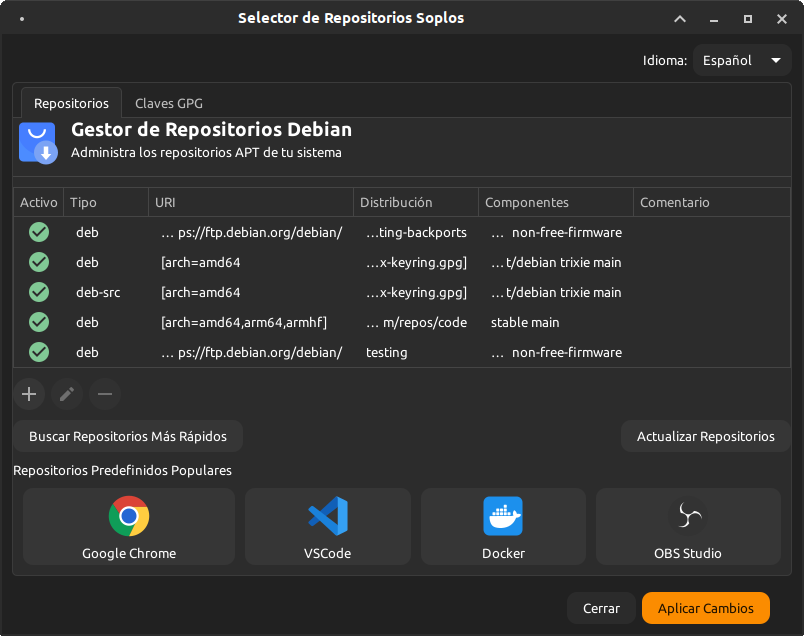 Selector de Repositorios Soplos
Idioma: Español
Repositorios Claves GPG
Gestor de Repositorios Debian
Administra los repositorios APT de tu sistema
Activo Tipo URI Distribución Componentes Comentario
deb … ps://ftp.debian.org/debian/ …ting-backports … non-free-firmware
deb [arch=amd64 …x-keyring.gpg] …t/debian trixie main
deb-src [arch=amd64 …x-keyring.gpg] …t/debian trixie main
deb [arch=amd64,arm64,armhf] … m/repos/code stable main
deb … ps://ftp.debian.org/debian/ testing … non-free-firmware
Buscar Repositorios Más Rápidos Actualizar Repositorios
Repositorios Predefinidos Populares
Google Chrome VSCode Docker OBS Studio
Cerrar Aplicar Cambios